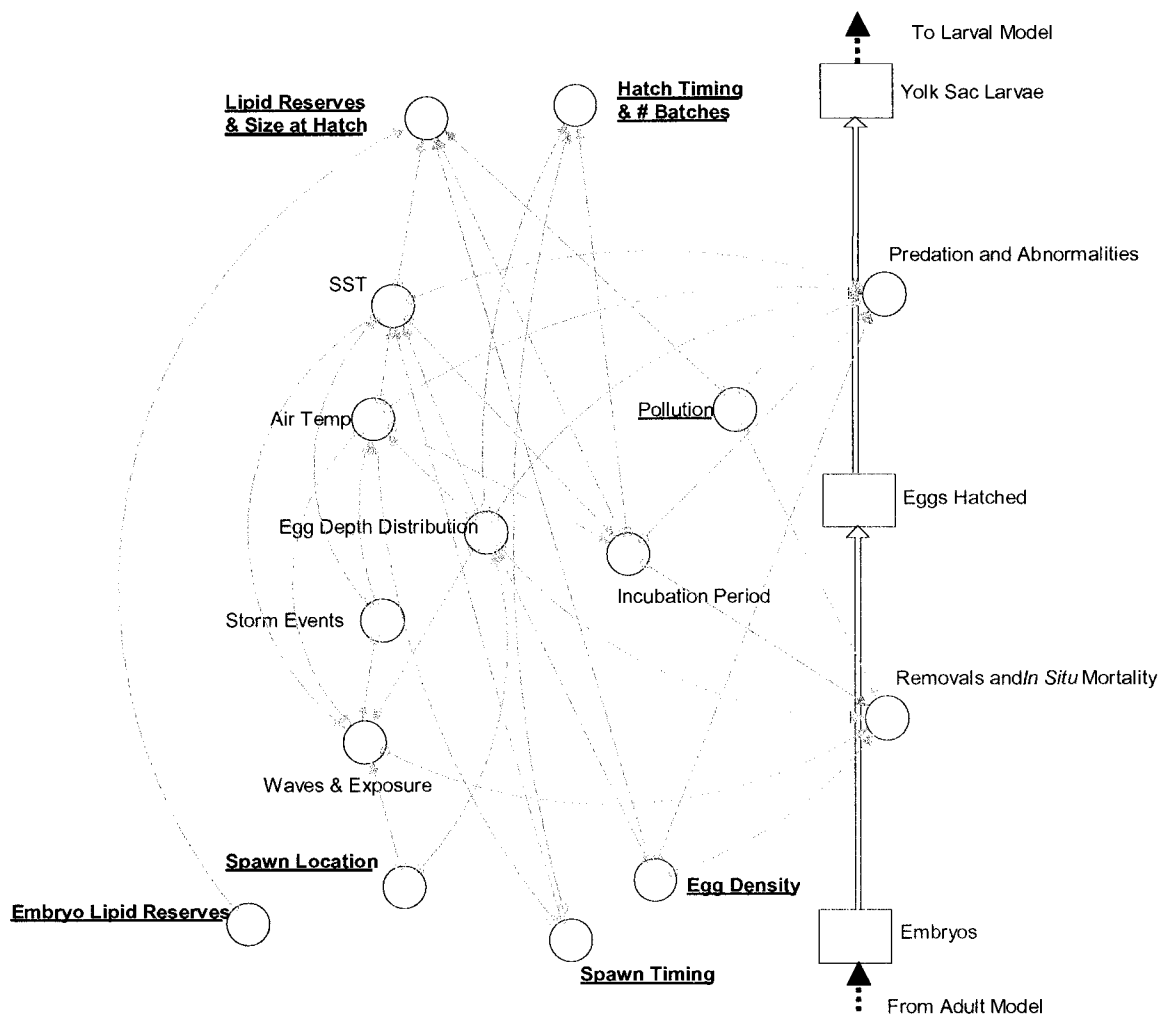 To Larval Model
Lipid Reserves
& Size at Hatch
Hatch Timing
& # Batches
Yolk Sac Larvae
Predation and Abnormalities
SST
Air Temp
Pollution
Eggs Hatched
Egg Depth Distribution
Incubation Period
Storm Events
Removals andIn Situ Mortality
Waves & Exposure
Spawn Location
Egg Density
Embryo Lipid Reserves
Embryos
Spawn Timing
From Adult Model